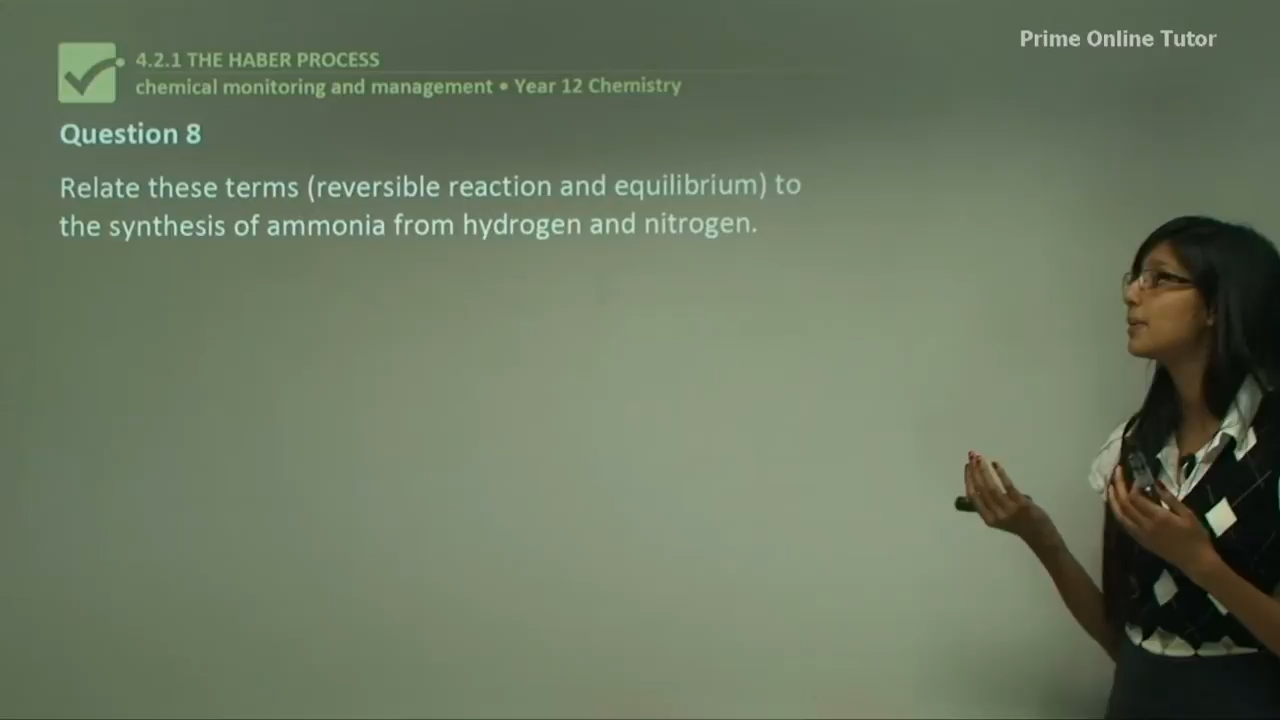 Prime Online Tutor
4.2.1 THE HABER PROCESS
chemical monitoring and management • Year 12 Chemistry
Question 8
Relate these terms (reversible reaction and equilibrium) to
the synthesis of ammonia from hydrogen and nitrogen.